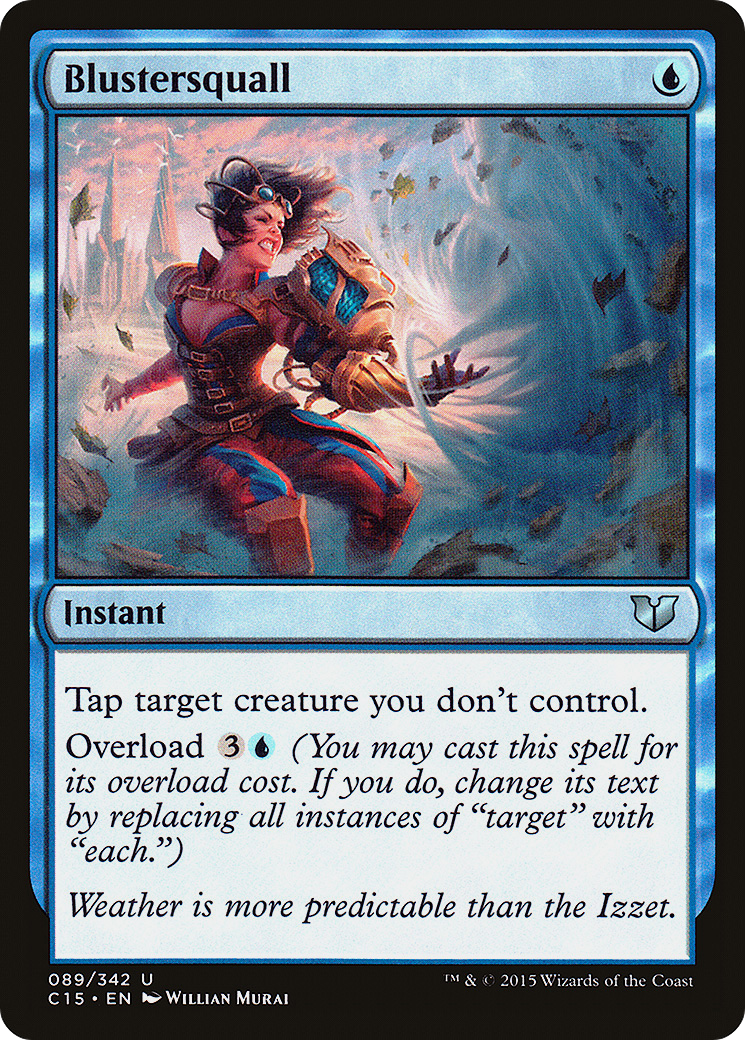 Blustersquall
Instant
Tap target creature you don't control.
Overload 3 (You may cast this spell for
its overload cost. If you do, change its text
by replacing all instances of “target” with
“each.”)
Weather is more predictable than the Izzet.
089/342 U
C15 • EN Willian Murai
™ & © 2015 Wizards of the Coast